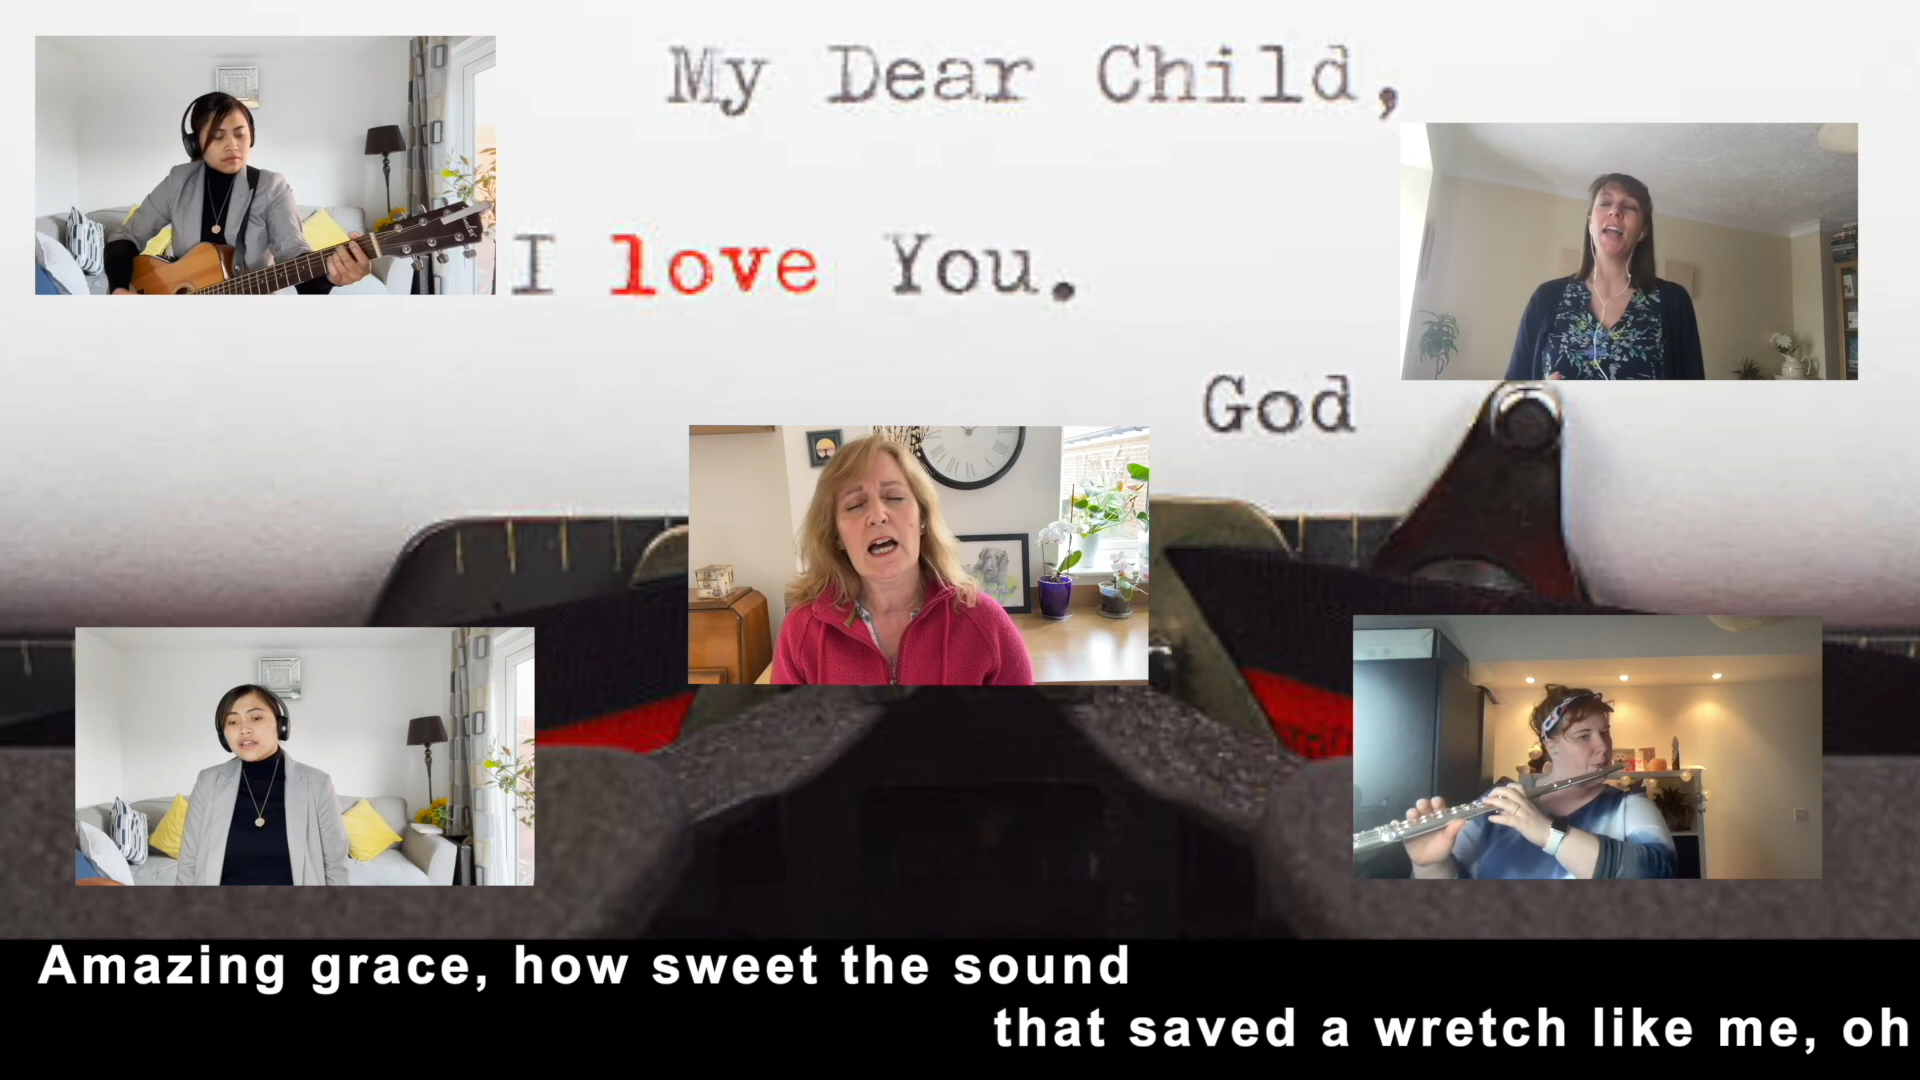 My Dear Child,
I love You.
God
Amazing grace, how sweet the sound
that saved a wretch like me, oh